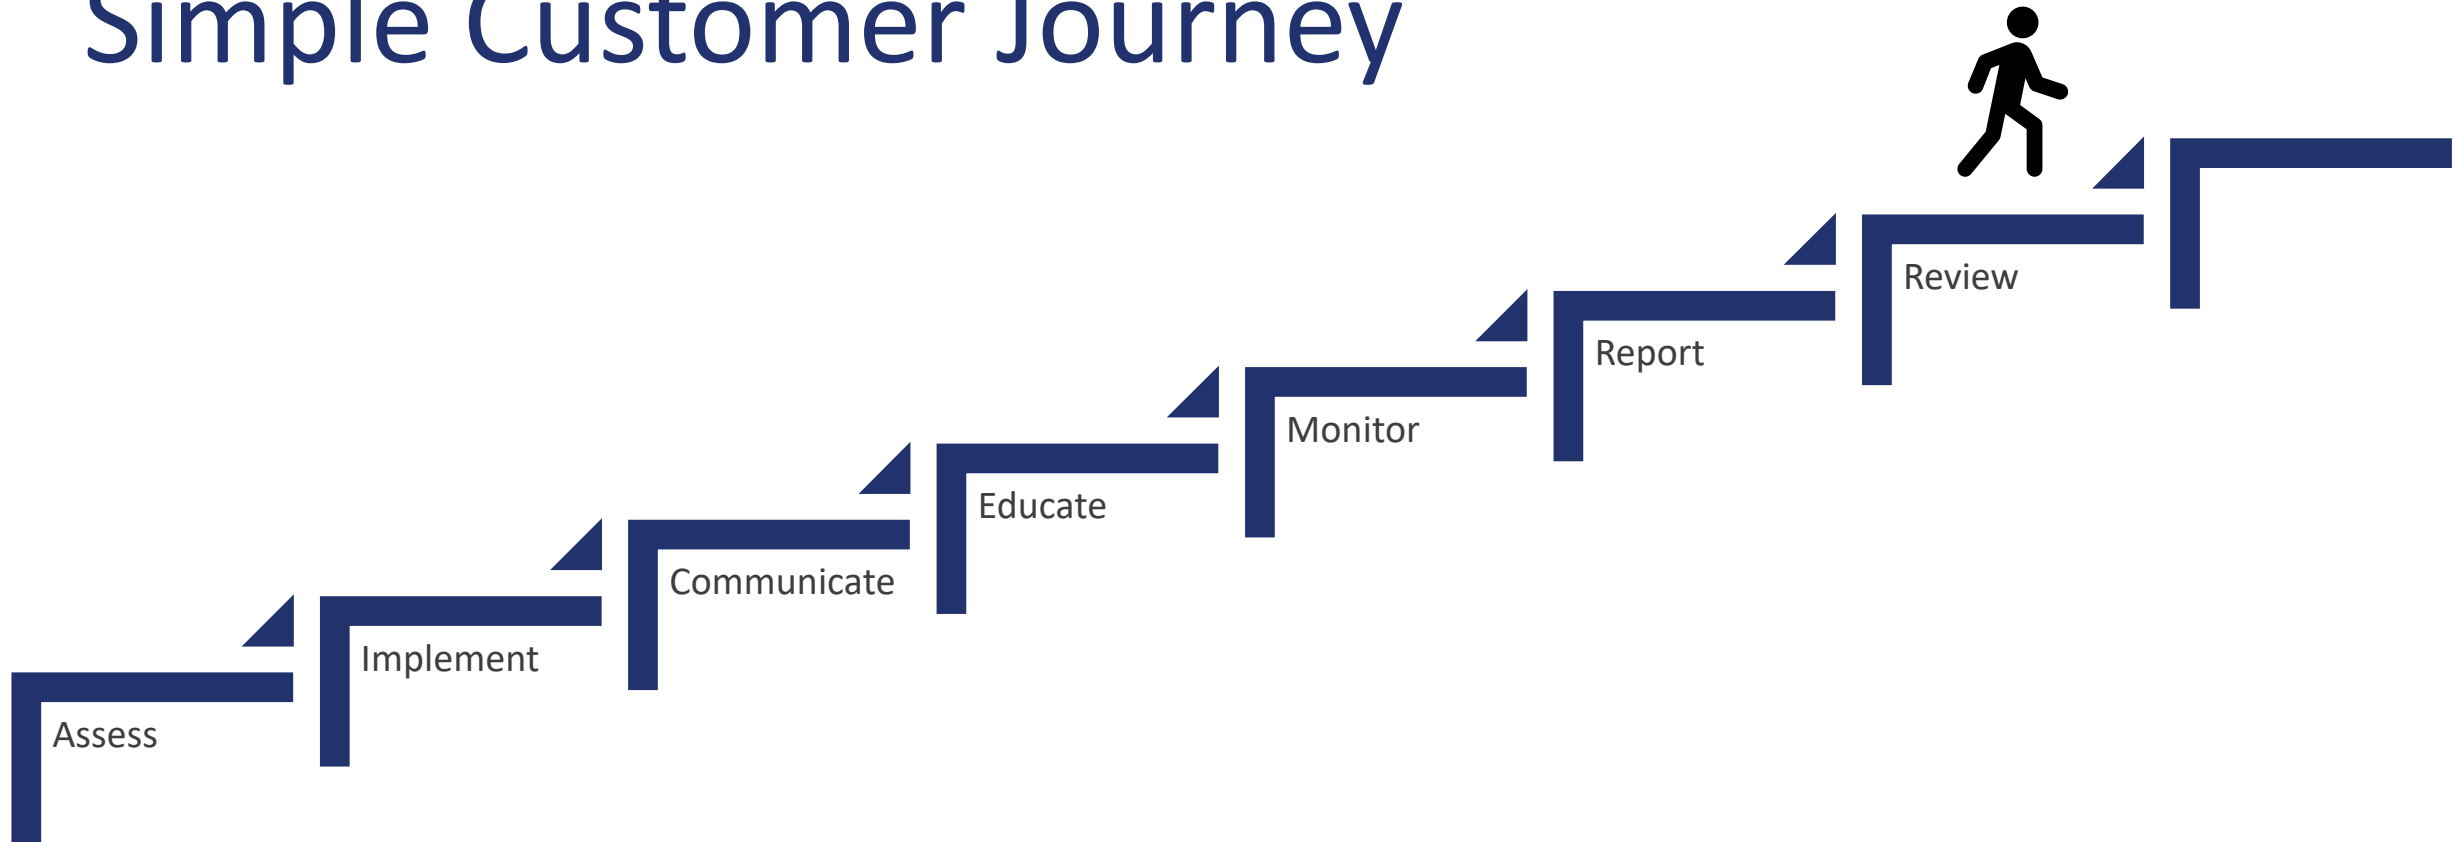 Simple Customer Journey
Assess
Implement
Communicate
Educate
Monitor
Report
Review